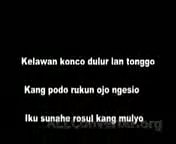 Kelawan konco dulur lan tonggo
Kang podo rukun ojo ngesio
Iku sunahe rosul kang mulyo